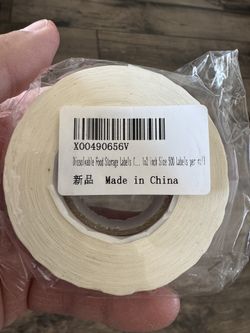 X00490656V
Dissolvable Food Storage Labels (... 1x2 inch Size 500 Labels per roll
新品 Made in China